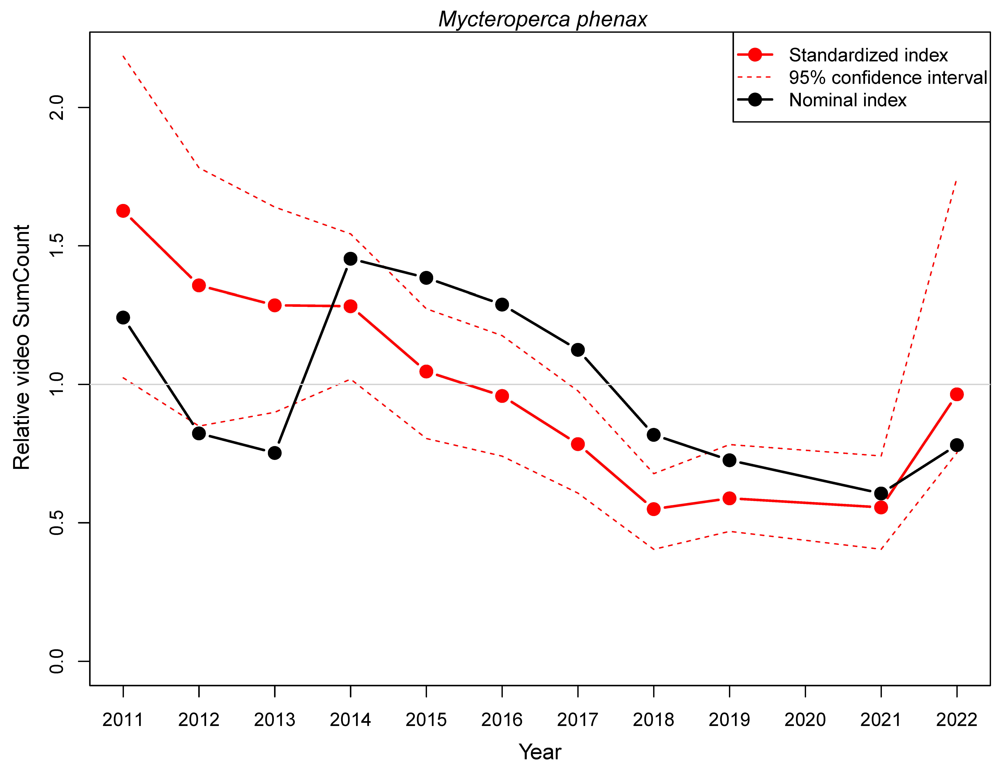 Mycteroperca phenax
Standardized index
95% confidence interval
Nominal index
Relative video SumCount
2.0
1.5
1.0
0.5
0.0
2011 2012 2013 2014 2015 2016 2017 2018 2019 2020 2021 2022
Year